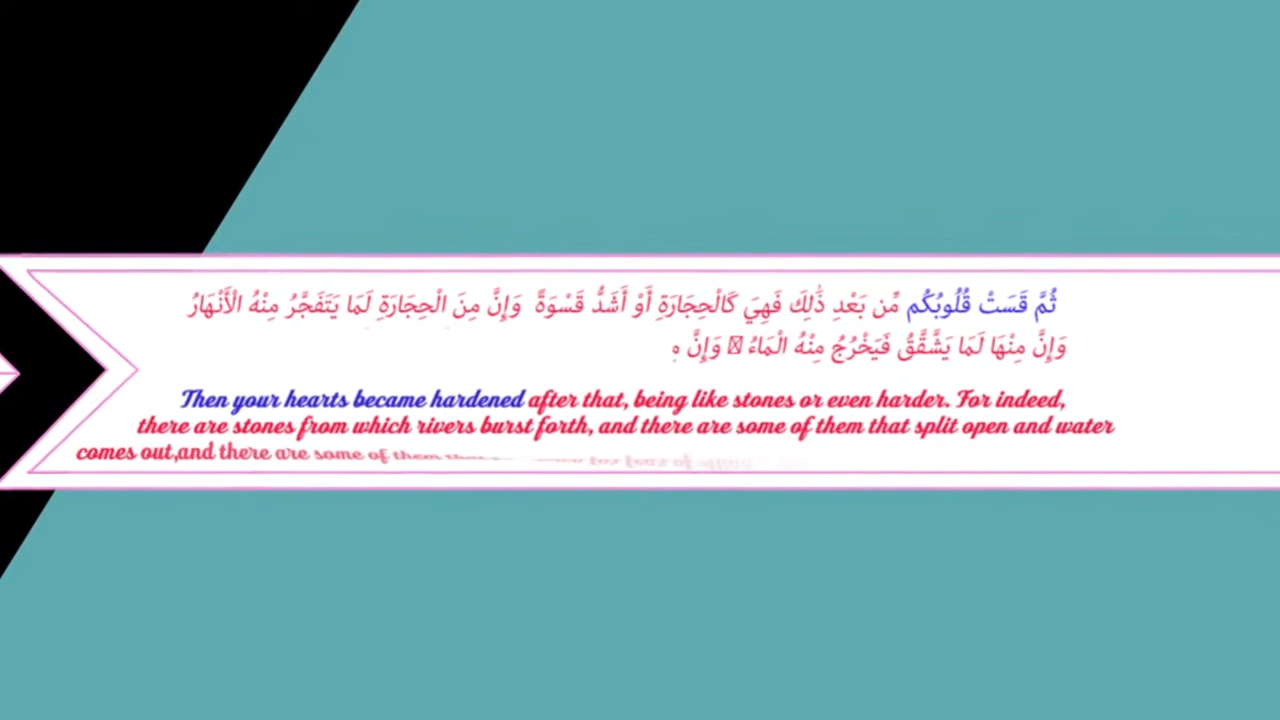 ثُمَّ قَسَتْ قُلُوبُكُم مِّن بَعْدِ ذَٰلِكَ فَهِيَ كَالْحِجَارَةِ أَوْ أَشَدُّ قَسْوَةً وَإِنَّ مِنَ الْحِجَارَةِ لَمَا يَتَفَجَّرُ مِنْهُ الْأَنْهَارُ
وَإِنَّ مِنْهَا لَمَا يَشَّقَّقُ فَيَخْرُجُ مِنْهُ الْمَاءُ وَإِنَّ
Then your hearts became hardened after that, being like stones or even harder. For indeed,
there are stones from which rivers burst forth, and there are some of them that split open and water
comes out,and there are some of them that